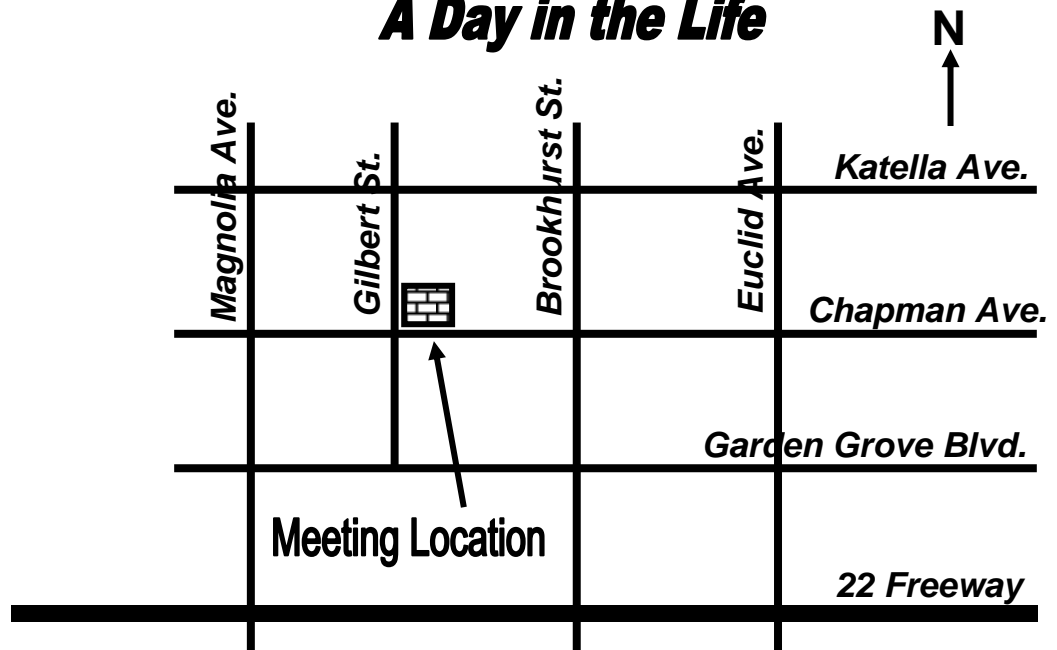 A Day in the Life
N
Magnolia Ave.
Gilbert St.
Brookhurst St.
Euclid Ave.
Katella Ave.
Chapman Ave.
Garden Grove Blvd.
Meeting Location
22 Freeway